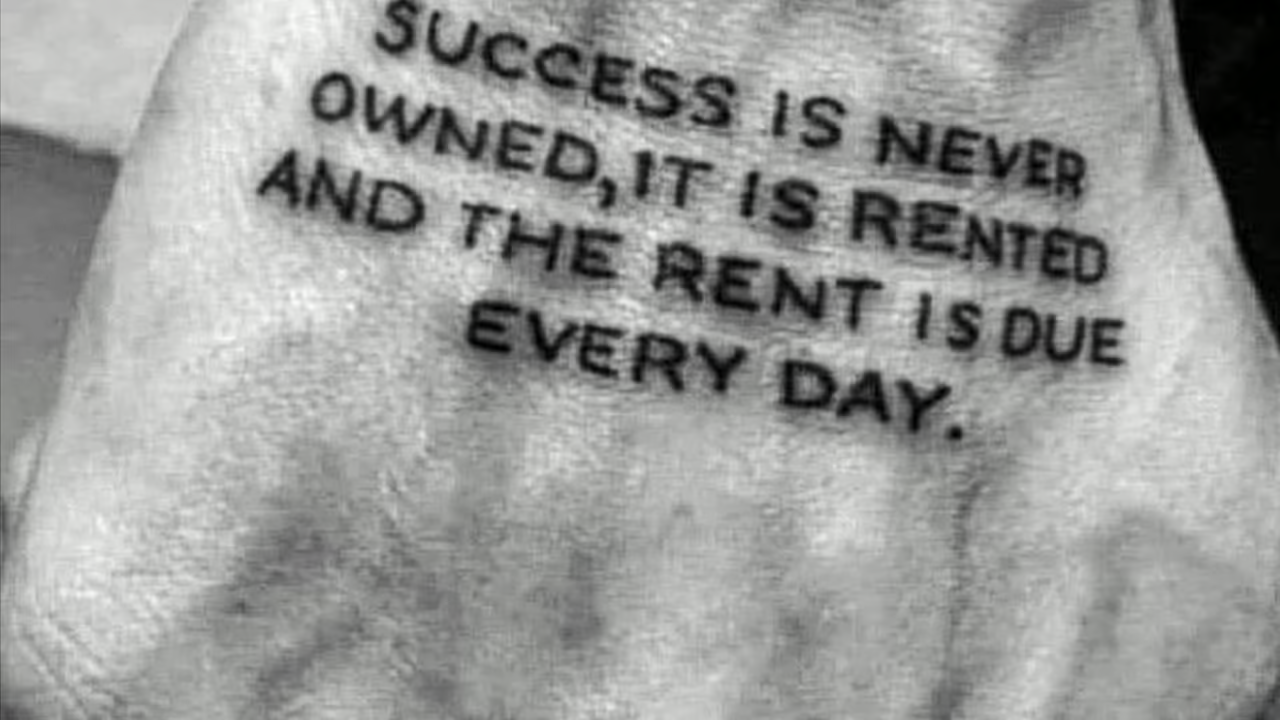 SUCCESS IS NEVER
OWNED, IT IS RENTED
AND THE RENT IS DUE
EVERY DAY.